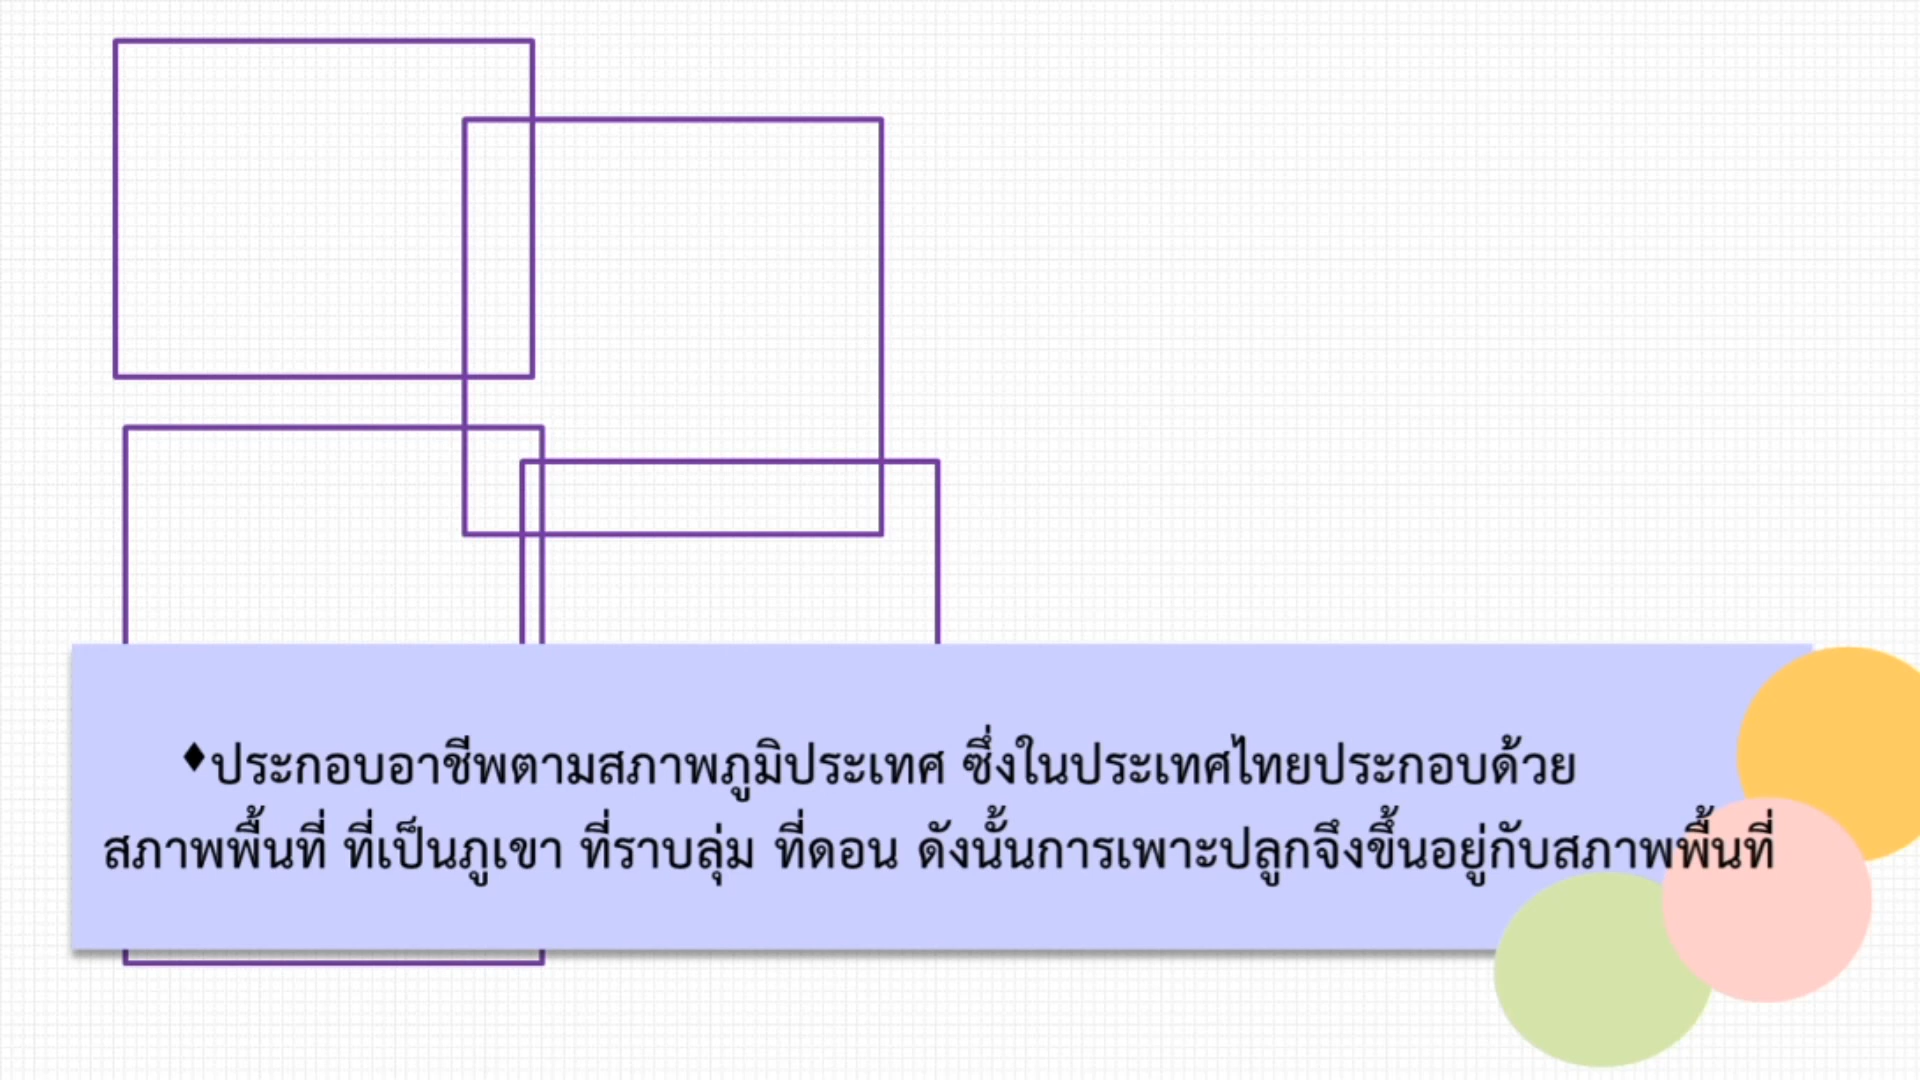 ♦ประกอบอาชีพตามสภาพภูมิประเทศ ซึ่งในประเทศไทยประกอบด้วย
สภาพพื้นที่ ที่เป็นภูเขา ที่ราบลุ่ม ที่ดอน ดังนั้นการเพาะปลูกจึงขึ้นอยู่กับสภาพพื้นที่